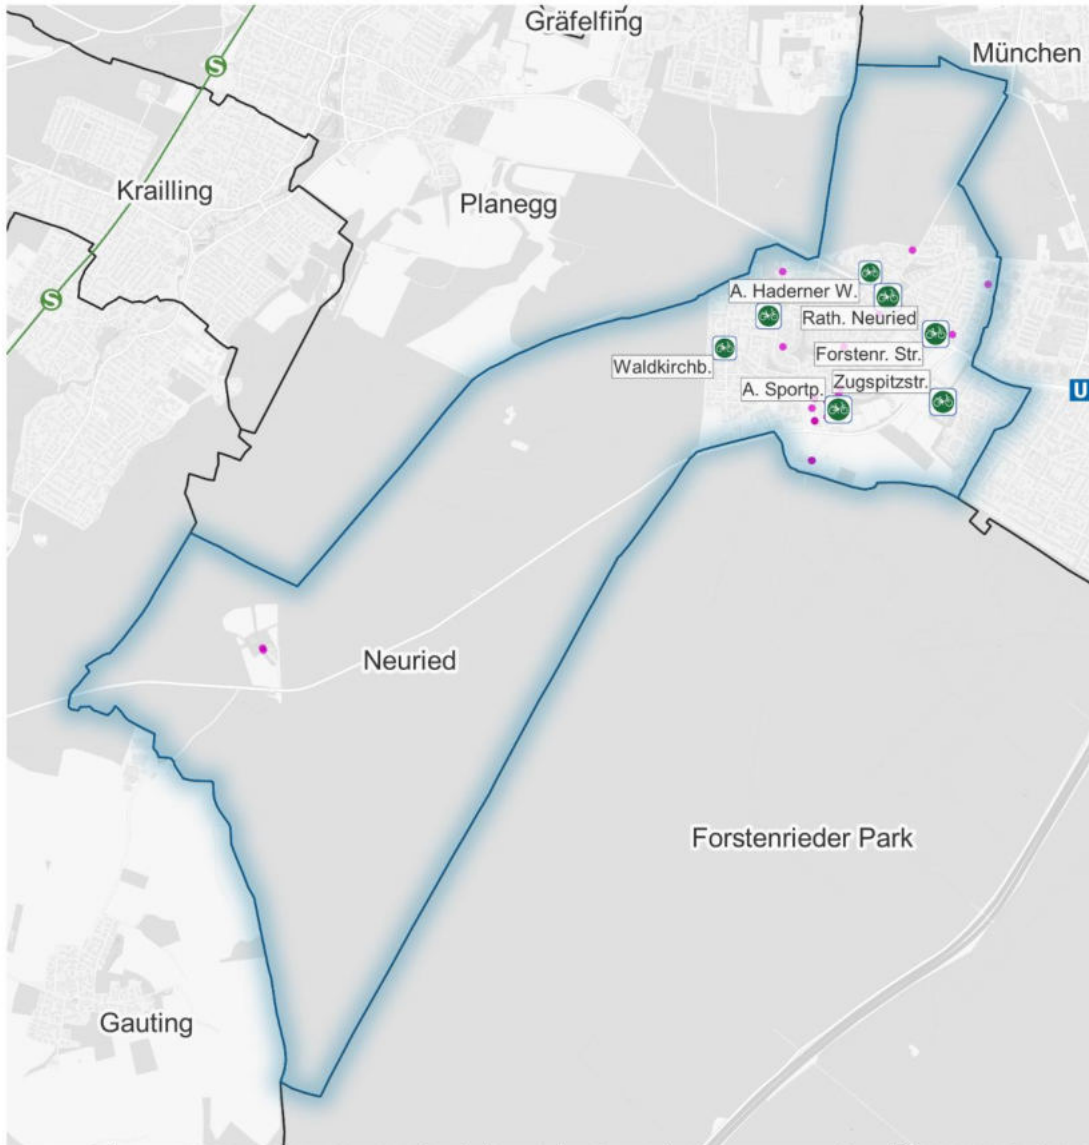 Gräfelfing
München
S
Krailling
Planegg
A. Haderner W.
S
Rath. Neuried
Waldkirchb.
Forstenr. Str.
A. Sportp.
Zugspitzstr.
U
Neuried
Forstenrieder Park
Gauting